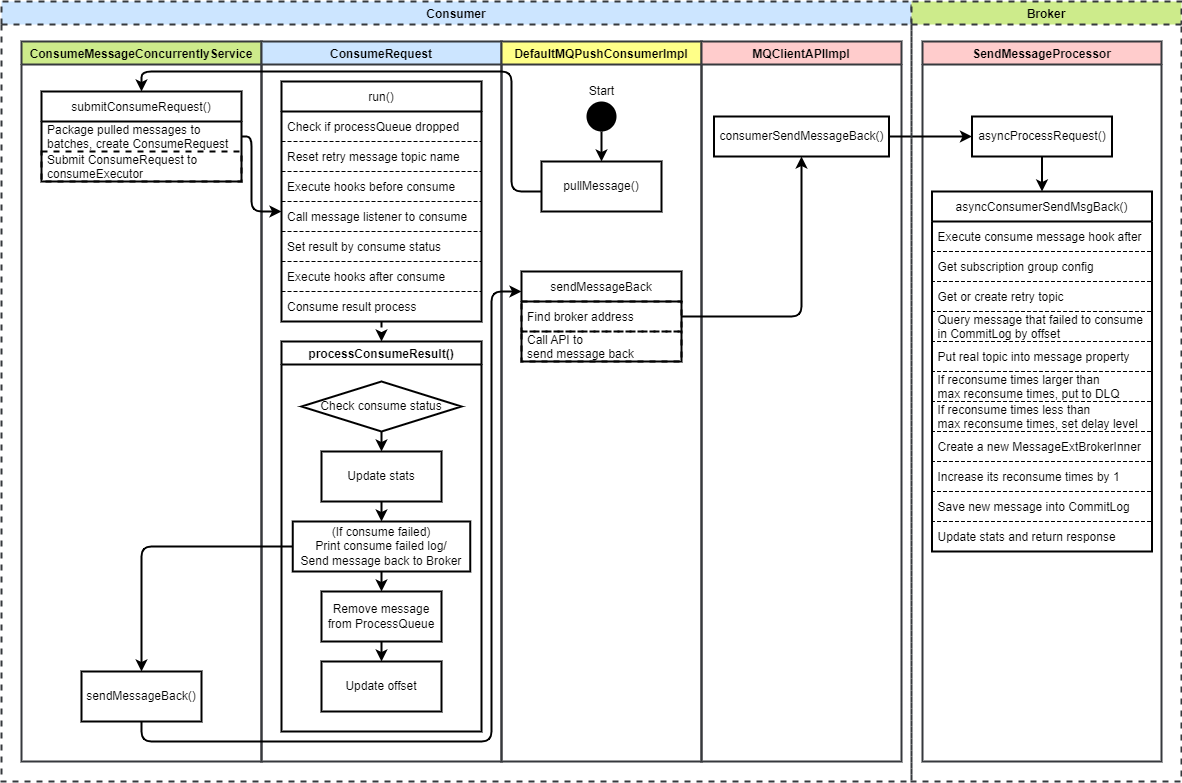 Consumer
Broker
ConsumeMessageConcurrentlyService
ConsumeRequest
DefaultMQPushConsumerImpl
MQClientAPIImpl
SendMessageProcessor
submitConsumeRequest()
Package pulled messages to
batches, create ConsumeRequest
Submit ConsumeRequest to
consumeExecutor
run()
Check if processQueue dropped
Reset retry message topic name
Execute hooks before consume
Call message listener to consume
Set result by consume status
Execute hooks after consume
Consume result process
processConsumeResult()
Check consume status
Update stats
(If consume failed)
Print consume failed log/
Send message back to Broker
Remove message
from ProcessQueue
Update offset
sendMessageBack()
Start
pullMessage()
sendMessageBack
Find broker address
Call API to
send message back
consumerSendMessageBack()
asyncProcessRequest()
asyncConsumerSendMsgBack()
Execute consume message hook after
Get subscription group config
Get or create retry topic
Query message that failed to consume
in CommitLog by offset
Put real topic into message property
If reconsume times larger than
max reconsume times, put to DLQ
If reconsume times less than
max reconsume times, set delay level
Create a new MessageExtBrokerInner
Increase its reconsume times by 1
Save new message into CommitLog
Update stats and return response